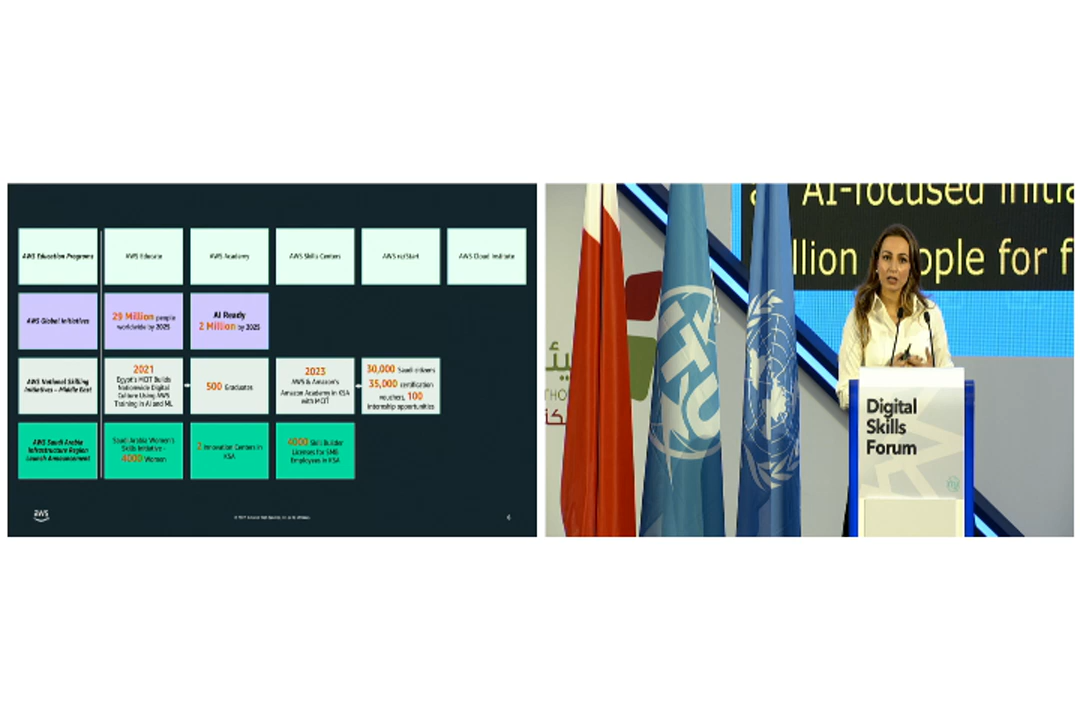 AWS Education Programs
AWS Educate
AWS Academy
AWS Skills Centers
AWS re/Start
AWS Cloud Institute
AWS Global Initiatives
29 Million people
worldwide by 2025
AI Ready
2 Million by 2025
AWS National Skilling
Initiatives – Middle East
2021
Egypt's MCIT Builds
Nationwide Digital
Culture Using AWS
Training in AI and ML
500 Graduates
2023
AWS & Amazon's
Amazon Academy in KSA
with MCIT
30,000 Saudi citizens
35,000 certification
vouchers, 100
internship opportunities
AWS Saudi Arabia
Infrastructure Region
Launch Announcement
Saudi Arabia Women's
Skills Initiative -
4000 Women
2 Innovation Centers in
KSA
4000 Skill Builder
Licenses for SMB
Employees in KSA
aws
6
AI-focused initia
llion people for f
ITU
Digital
Skills
Forum